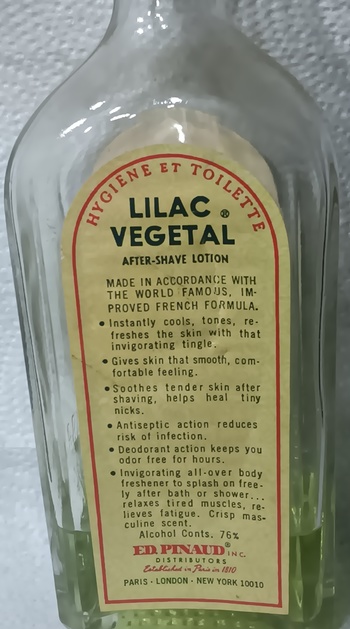 HYGIENE ET TOILETTE
LILAC ®
VEGETAL
AFTER-SHAVE LOTION
MADE IN ACCORDANCE WITH
THE WORLD FAMOUS, IM-
PROVED FRENCH FORMULA.
• Instantly cools, tones, re-
freshes the skin with that
invigorating tingle.
• Gives skin that smooth, com-
fortable feeling.
• Soothes tender skin after
shaving, helps heal tiny
nicks.
• Antiseptic action reduces
risk of infection.
• Deodorant action keeps you
odor free for hours.
• Invigorating all-over body
freshener to splash on free-
ly after bath or shower...
relaxes tired muscles, re-
lieves fatigue. Crisp mas-
culine scent.
Alcohol Conts. 76%
ED. PINAUD® INC.
DISTRIBUTORS
Established in Paris in 1810
PARIS · LONDON · NEW YORK 10010